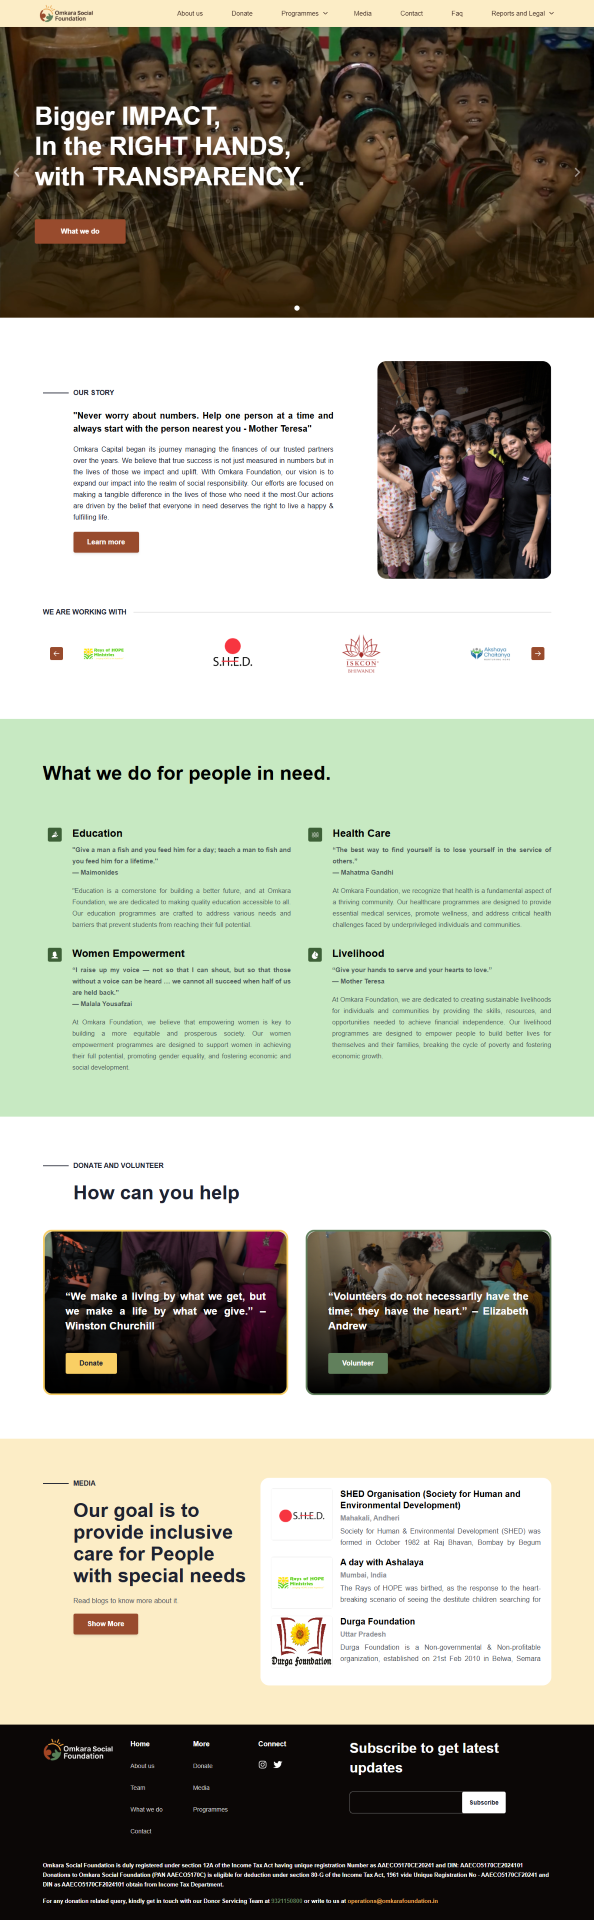 Omkara Social
Foundation
About us
Donate
Programmes
Media
Contact
Faq
Reports and Legal
Bigger IMPACT,
In the RIGHT HANDS,
with TRANSPARENCY.
What we do
OUR STORY
"Never worry about numbers. Help one person at a time and
always start with the person nearest you - Mother Teresa"
Omkara Capital began its journey managing the finances of our trusted partners
over the years. We believe that true success is not just measured in numbers but in
the lives of those we impact and uplift. With Omkara Foundation, our vision is to
expand our impact into the realm of social responsibility. Our efforts are focused on
making a tangible difference in the lives of those who need it the most.Our actions
are driven by the belief that everyone in need deserves the right to live a happy &
fulfilling life.
Learn more
WE ARE WORKING WITH
Rays of HOPE
Ministries
S.H.E.D.
ISKCON
BHIWANDI
Akshaya
Chaitanya
What we do for people in need.
Education
"Give a man a fish and you feed him for a day; teach a man to fish and
you feed him for a lifetime."
— Maimonides
"Education is a cornerstone for building a better future, and at Omkara
Foundation, we are dedicated to making quality education accessible to all.
Our education programmes are crafted to address various needs and
barriers that prevent students from reaching their full potential.
Health Care
"The best way to find yourself is to lose yourself in the service of
others."
— Mahatma Gandhi
At Omkara Foundation, we recognize that health is a fundamental aspect of
a thriving community. Our healthcare programmes are designed to provide
essential medical services, promote wellness, and address critical health
challenges faced by underprivileged individuals and communities.
Women Empowerment
"I raise up my voice — not so that I can shout, but so that those
without a voice can be heard ... we cannot all succeed when half of us
are held back."
— Malala Yousafzai
At Omkara Foundation, we believe that empowering women is key to
building a more equitable and prosperous society. Our women
empowerment programmes are designed to support women in achieving
their full potential, promoting gender equality, and fostering economic and
social development.
Livelihood
"Give your hands to serve and your hearts to love."
— Mother Teresa
At Omkara Foundation, we are dedicated to creating sustainable livelihoods
for individuals and communities by providing the skills, resources, and
opportunities needed to achieve financial independence. Our livelihood
programmes are designed to empower people to build better lives for
themselves and their families, breaking the cycle of poverty and fostering
economic growth.
DONATE AND VOLUNTEER
How can you help
“We make a living by what we get, but
we make a life by what we give.” –
Winston Churchill
Donate
“Volunteers do not necessarily have the
time; they have the heart.” – Elizabeth
Andrew
Volunteer
MEDIA
Our goal is to
provide inclusive
care for People
with special needs
Read blogs to know more about it.
Show More
S.H.E.D.
SHED Organisation (Society for Human and
Environmental Development)
Mahakali, Andheri
Society for Human & Environmental Development (SHED) was
formed in October 1982 at Raj Bhavan, Bombay by Begum
Rays of HOPE
Ministries
A day with Ashalaya
Mumbai, India
The Rays of HOPE was birthed, as the response to the heart-
breaking scenario of seeing the destitute children searching for
Durga Foundation
Durga Foundation
Uttar Pradesh
Durga Foundation is a Non-governmental & Non-profitable
organization, established on 21st Feb 2010 in Belwa, Semara
Omkara Social
Foundation
Home
About us
Team
What we do
Contact
More
Donate
Media
Programmes
Connect
Subscribe to get latest
updates
Subscribe
Omkara Social Foundation is duly registered under section 12A of the Income Tax Act having unique registration Number as AAECO5170CE20241 and DIN: AAECO5170CE2024101
Donations to Omkara Social Foundation (PAN AAECO5170C) is eligible for deduction under section 80-G of the Income Tax Act, 1961 vide Unique Registration No - AAECO5170CF20241 and
DIN as AAECO5170CF2024101 obtain from Income Tax Department.
For any donation related query, kindly get in touch with our Donor Servicing Team at 9321150800 or write to us at operations@omkarafoundation.in